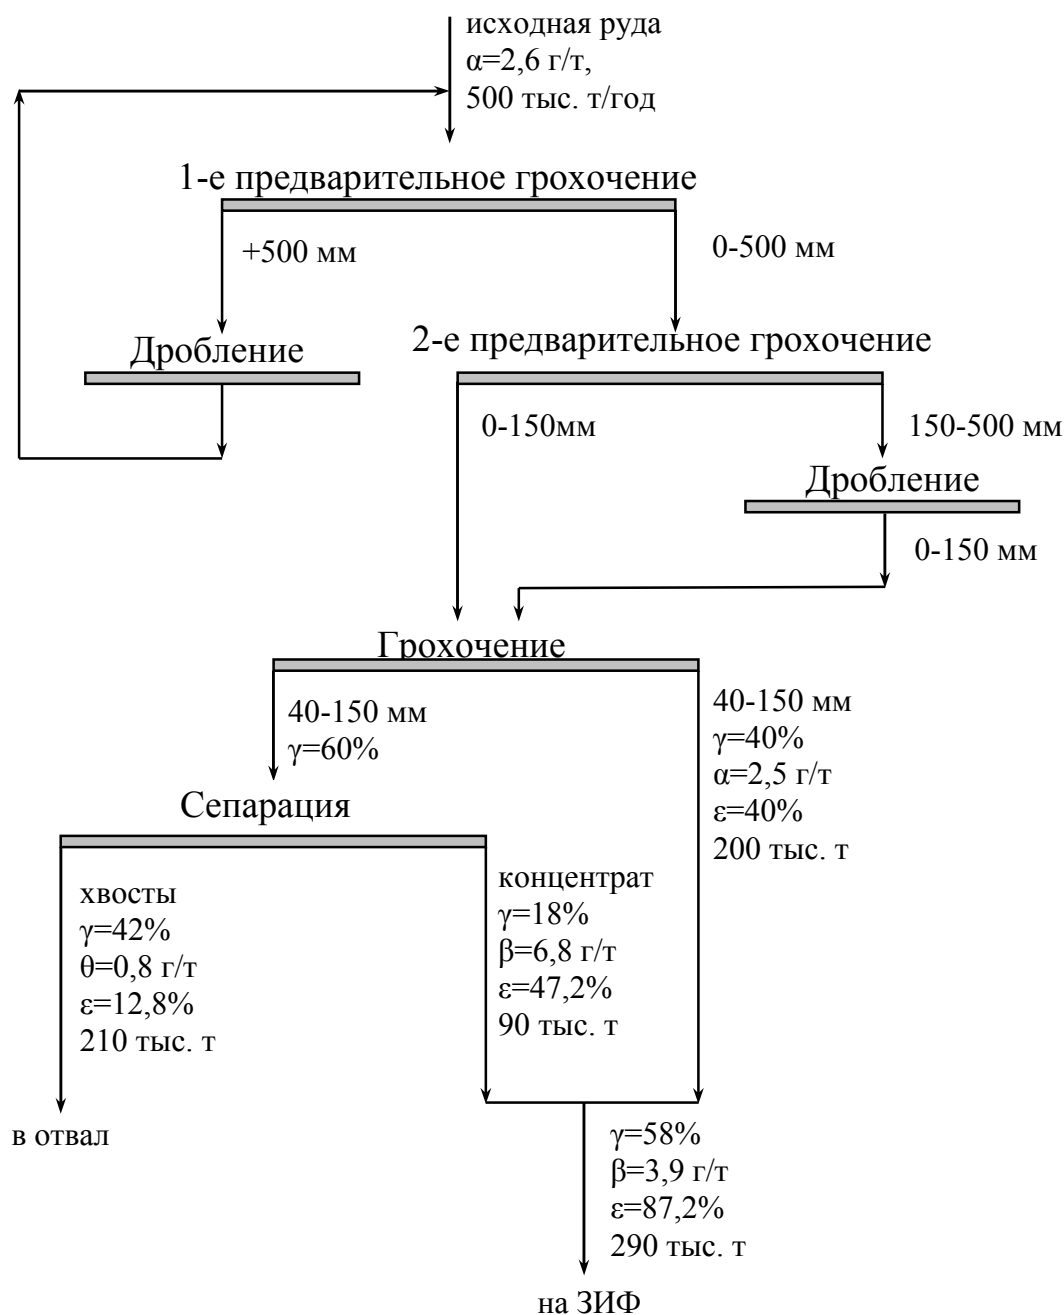 исходная руда
α=2,6 г/т,
500 тыс. т/год
1-е предварительное грохочение
+500 мм
0-500 мм
Дробление
2-е предварительное грохочение
0-150мм
150-500 мм
Дробление
0-150 мм
Грохочение
40-150 мм
γ=60%
40-150 мм
γ=40%
α=2,5 г/т
ε=40%
200 тыс. т
Сепарация
хвосты
γ=42%
θ=0,8 г/т
ε=12,8%
210 тыс. т
концентрат
γ=18%
β=6,8 г/т
ε=47,2%
90 тыс. т
в отвал
γ=58%
β=3,9 г/т
ε=87,2%
290 тыс. т
на ЗИФ